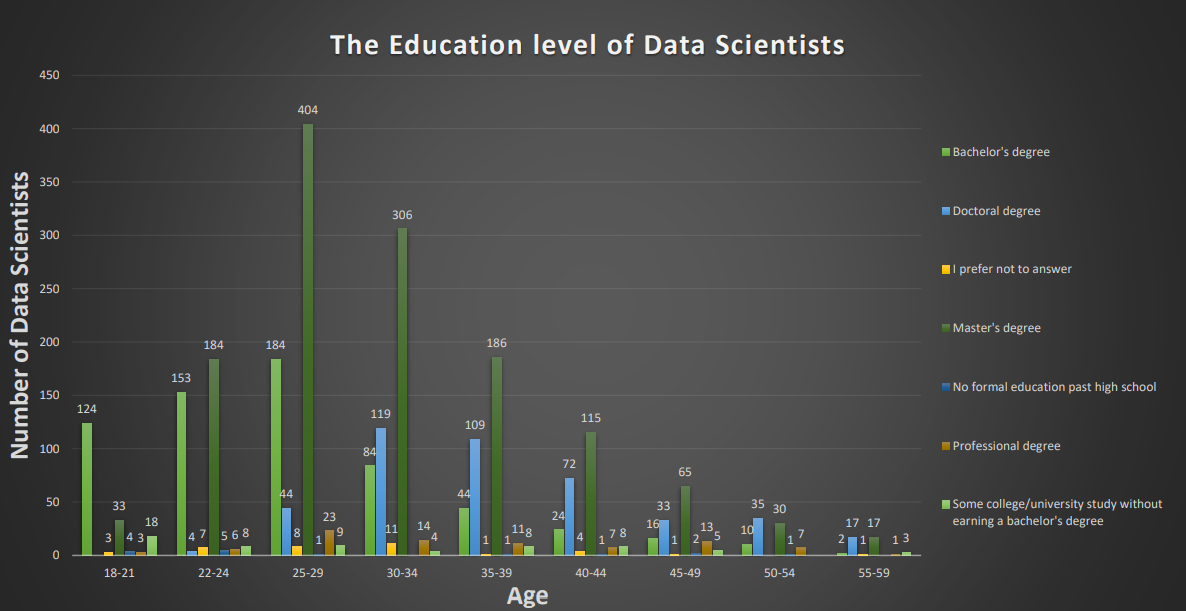 The Education level of Data Scientists
Number of Data Scientists
450
400
350
300
250
200
150
100
50
0
124 3 33 4 3 18
153 4 7 184 5 6 8
184 44 8 404 1 23 9
84 119 11 306 14 4
44 109 1 186 1 11 8
24 72 4 115 1 7 8
16 33 1 65 2 13 5
10 35 30 1 7
2 17 1 17 1 3
18-21 22-24 25-29 30-34 35-39 40-44 45-49 50-54 55-59
Age
Bachelor's degree
Doctoral degree
I prefer not to answer
Master's degree
No formal education past high school
Professional degree
Some college/university study without
earning a bachelor's degree